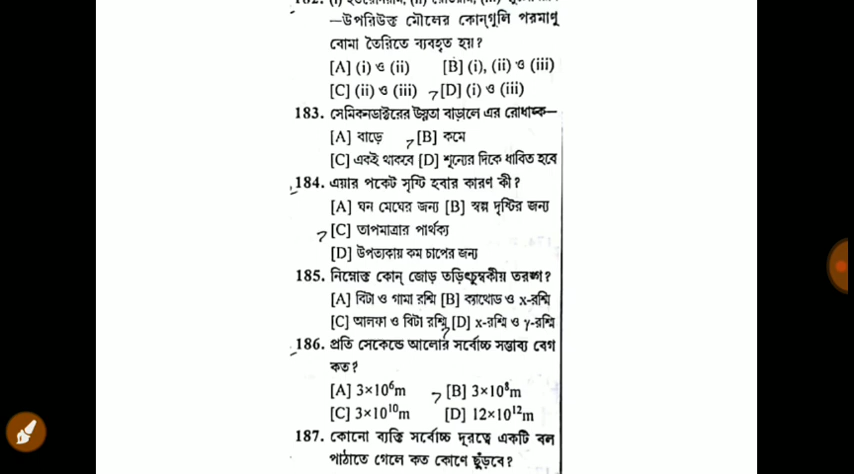 —উপরিউক্ত মৌলের কোন্‌গুলি পরমাণু
বোমা তৈরিতে ব্যবহৃত হয়?
[A] (i) ও (ii) [B] (i), (ii) ও (iii)
[C] (ii) ও (iii) [D] (i) ও (iii)
183. সেমিকনডাক্টরের উষ্ণতা বাড়ালে এর রোধাঙ্ক—
[A] বাড়ে [B] কমে
[C] একই থাকবে [D] শূন্যের দিকে ধাবিত হবে
184. এয়ার পকেট সৃষ্টি হবার কারণ কী?
[A] ঘন মেঘের জন্য [B] স্বল্প দৃষ্টির জন্য
[C] তাপমাত্রার পার্থক্য
[D] উপত্যকায় কম চাপের জন্য
185. নিম্নোক্ত কোন্ জোড় তড়িৎচুম্বকীয় তরঙ্গ?
[A] বিটা ও গামা রশ্মি [B] ক্যাথোড ও x-রশ্মি
[C] আলফা ও বিটা রশ্মি [D] x-রশ্মি ও γ-রশ্মি
186. প্রতি সেকেন্ডে আলোর সর্বোচ্চ সম্ভাব্য বেগ
কত?
[A] 3×10⁶m [B] 3×10⁸m
[C] 3×10¹⁰m [D] 12×10¹²m
187. কোনো ব্যক্তি সর্বোচ্চ দূরত্বে একটি বল
পাঠাতে গেলে কত কোণে ছুঁড়বে?